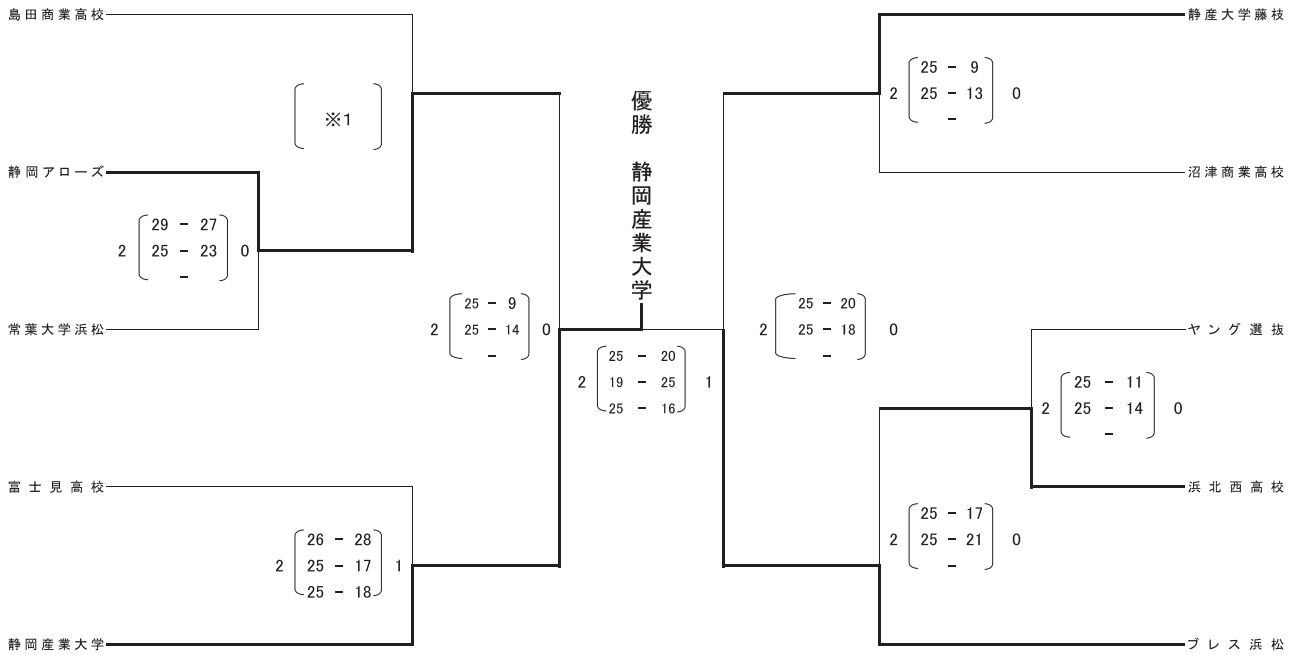 島田商業高校
※1
静岡アローズ
2 29 - 27 0
25 - 23
-
常葉大学浜松
2 25 - 9 0
25 - 14
-
富士見高校
2 26 - 28 1
25 - 17
25 - 18
静岡産業大学
優勝 静岡産業大学
2 25 - 20 1
19 - 25
25 - 16
静産大学藤枝
2 25 - 9 0
25 - 13
-
沼津商業高校
2 25 - 20 0
25 - 18
-
ヤング選抜
2 25 - 11 0
25 - 14
-
浜北西高校
2 25 - 17 0
25 - 21
-
ブレス浜松